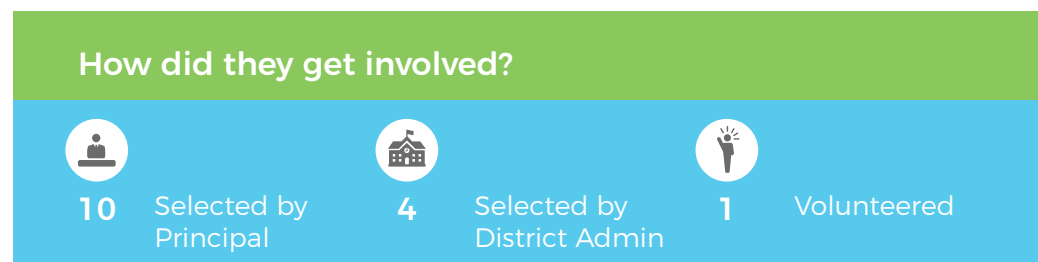 How did they get involved?
10 Selected by Principal
4 Selected by District Admin
1 Volunteered